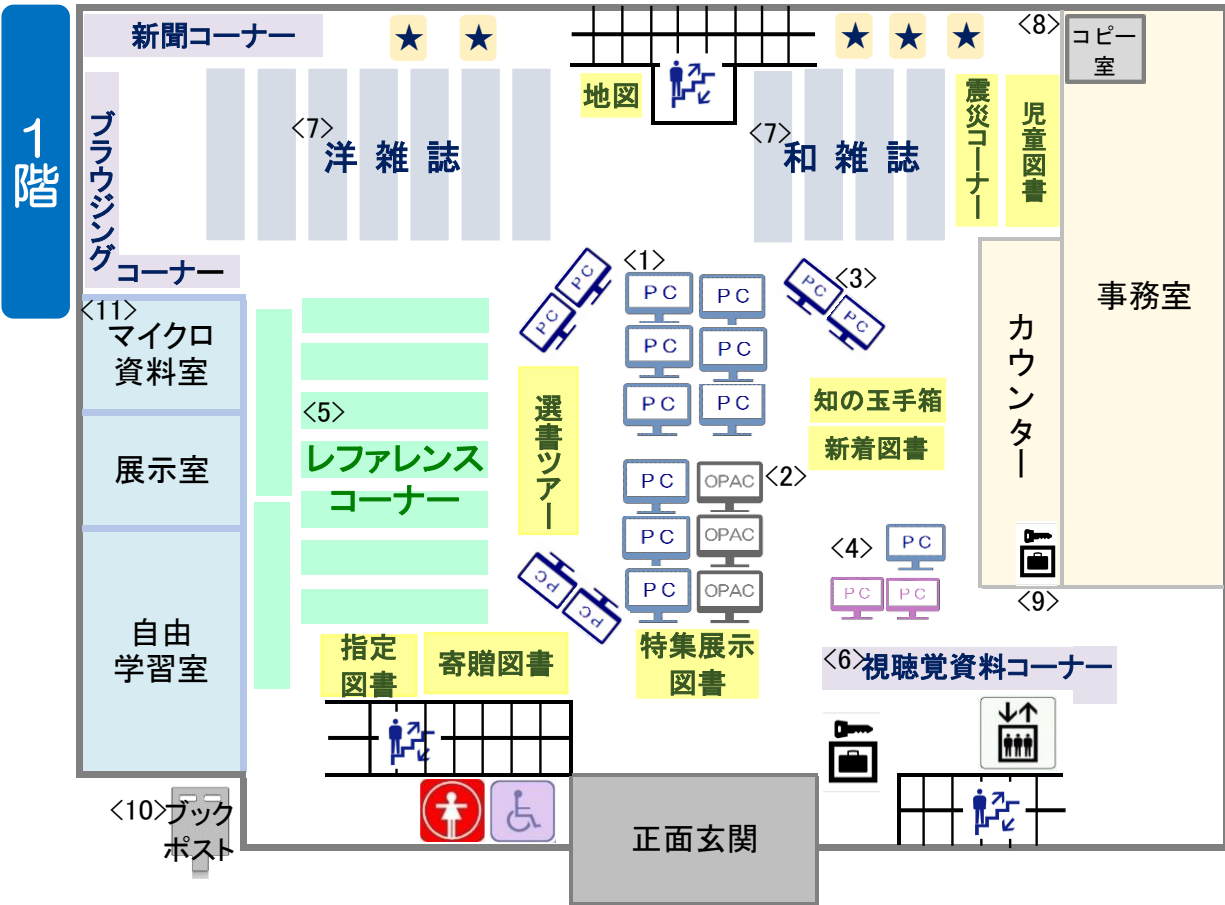 1階
新聞コーナー
<8>
コピー
室
地図
震災コーナー
児童図書
ブラウジング
コーナー
<7>
洋雑誌
<7>
和雑誌
<1>
<3>
PC
PC
PC
PC
PC
PC
PC
PC
PC
PC
事務室
カウンター
<11>
マイクロ
資料室
展示室
自由
学習室
<5>
レファレンス
コーナー
選書ツアー
知の玉手箱
新着図書
PC
OPAC
<2>
PC
OPAC
PC
OPAC
PC
PC
<4>
PC
PC
PC
<9>
指定
図書
寄贈図書
特集展示
図書
<6>視聴覚資料コーナー
<10>ブック
ポスト
正面玄関